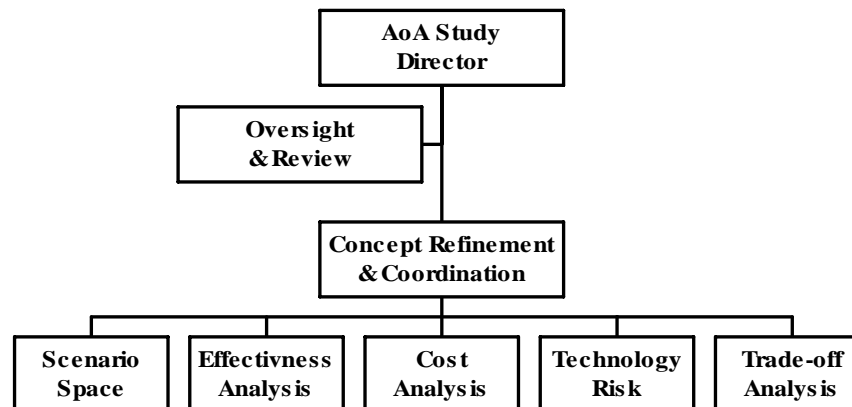 AoA Study
Director
Oversight
& Review
Concept Refinement
& Coordination
Scenario
Space
Effectivness
Analysis
Cost
Analysis
Technology
Risk
Trade-off
Analysis